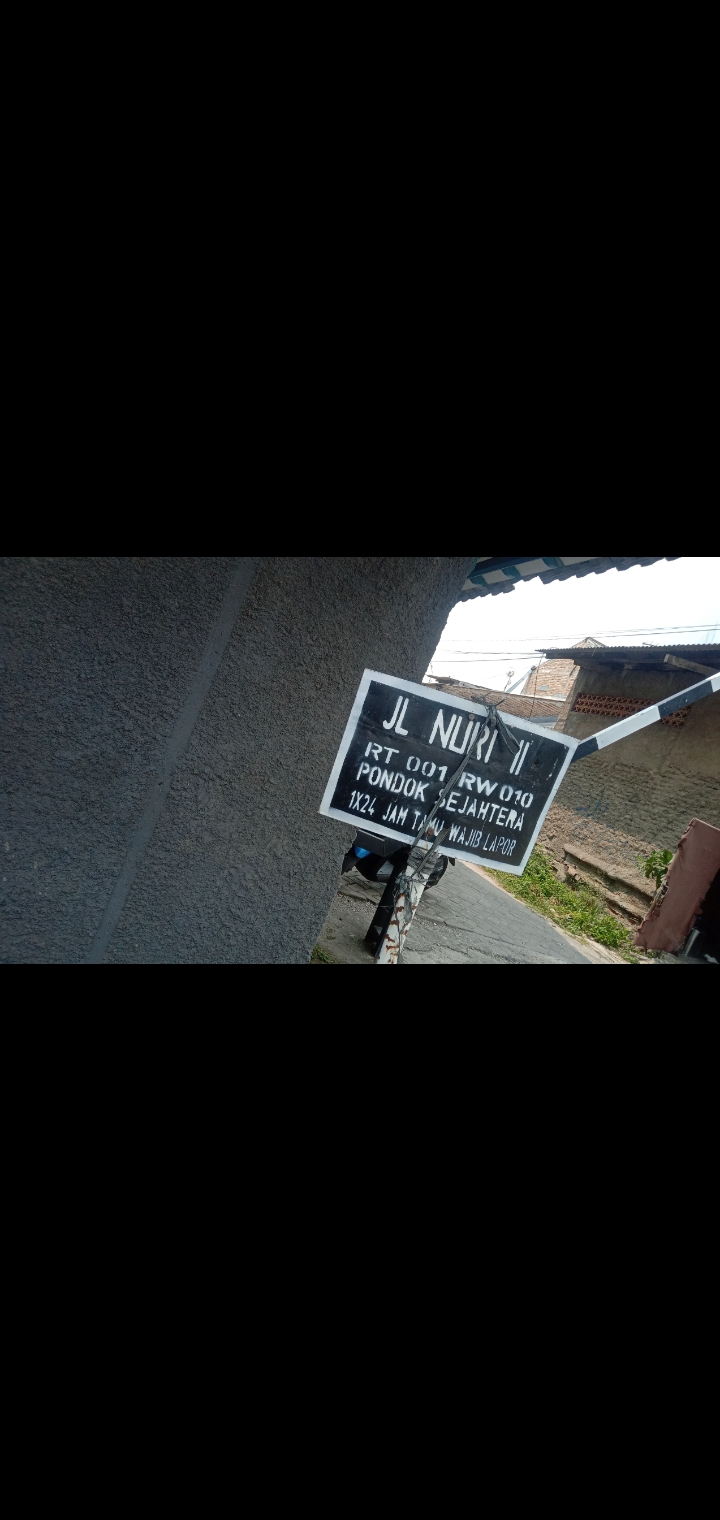 JL NURI II
RT 001 RW 010
PONDOK SEJAHTERA
1X24 JAM TAMU WAJIB LAPOR